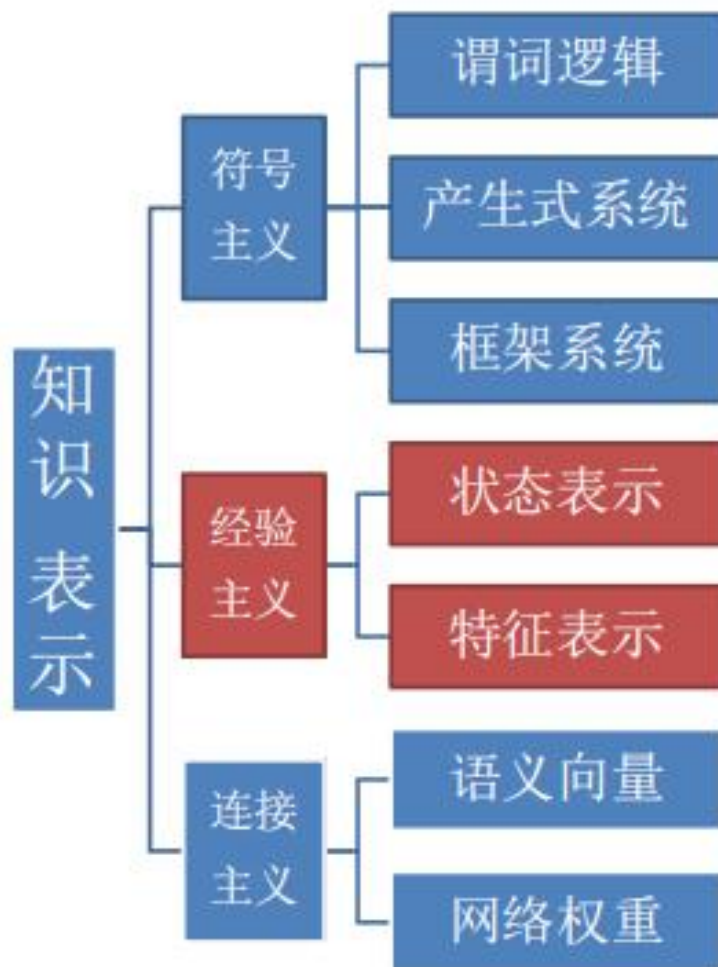 知识 表示
符号
主义
谓词逻辑
产生式系统
框架系统
经验
主义
状态表示
特征表示
连接
主义
语义向量
网络权重